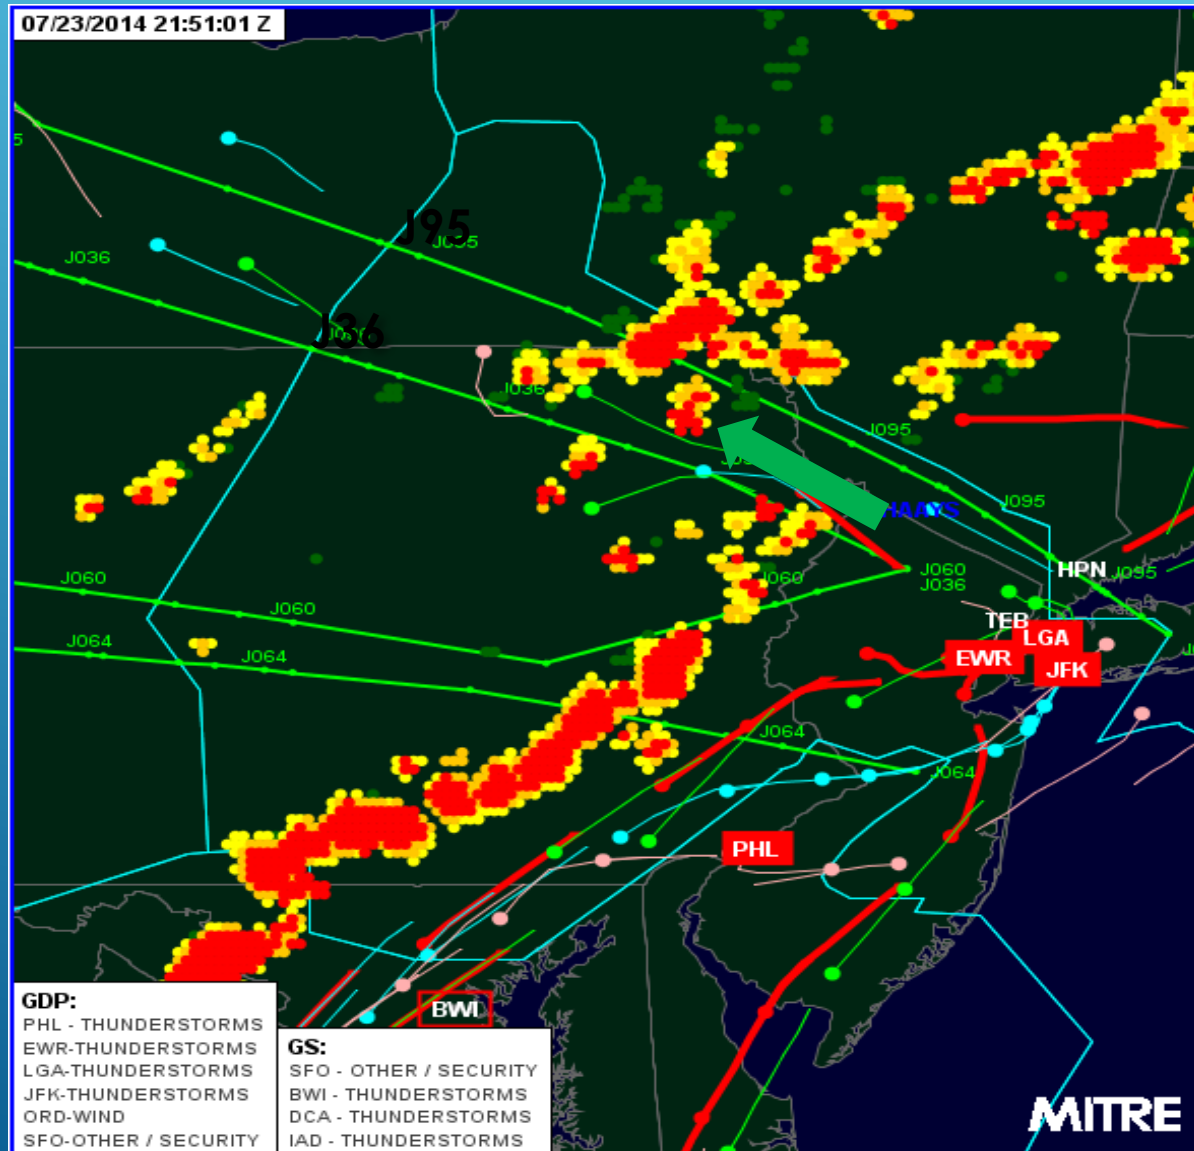 07/23/2014 21:51:01 Z
5
J95
J095
J036
J36
J036
J095
J095
HAAYS
J060
J060
J060
J060
J036
HPN
J095
TEB
LGA
EWR
JFK
J064
J064
J064
J064
PHL
BWI
GDP:
PHL - THUNDERSTORMS
EWR-THUNDERSTORMS
LGA-THUNDERSTORMS
JFK-THUNDERSTORMS
ORD-WIND
SFO-OTHER / SECURITY
GS:
SFO - OTHER / SECURITY
BWI - THUNDERSTORMS
DCA - THUNDERSTORMS
IAD - THUNDERSTORMS
MITRE